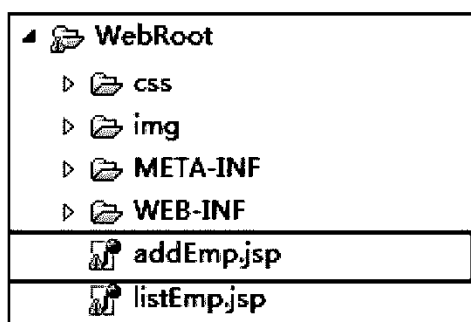 WebRoot
css
img
META-INF
WEB-INF
addEmp.jsp
listEmp.jsp